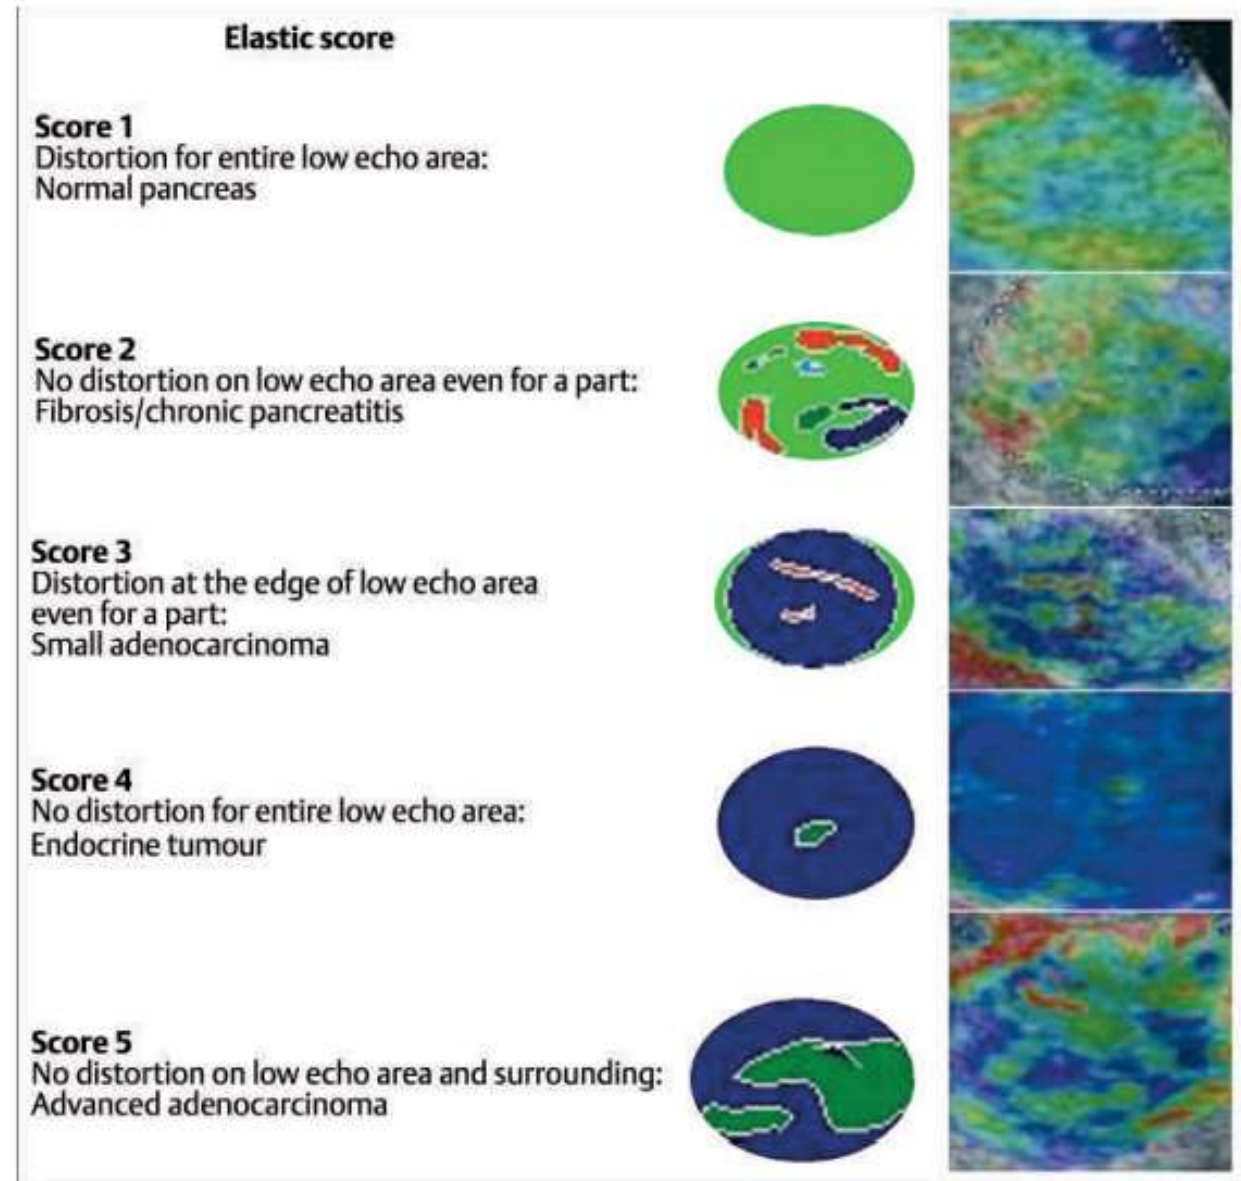 Elastic score
Score 1
Distortion for entire low echo area:
Normal pancreas
Score 2
No distortion on low echo area even for a part:
Fibrosis/chronic pancreatitis
Score 3
Distortion at the edge of low echo area
even for a part:
Small adenocarcinoma
Score 4
No distortion for entire low echo area:
Endocrine tumour
Score 5
No distortion on low echo area and surrounding:
Advanced adenocarcinoma